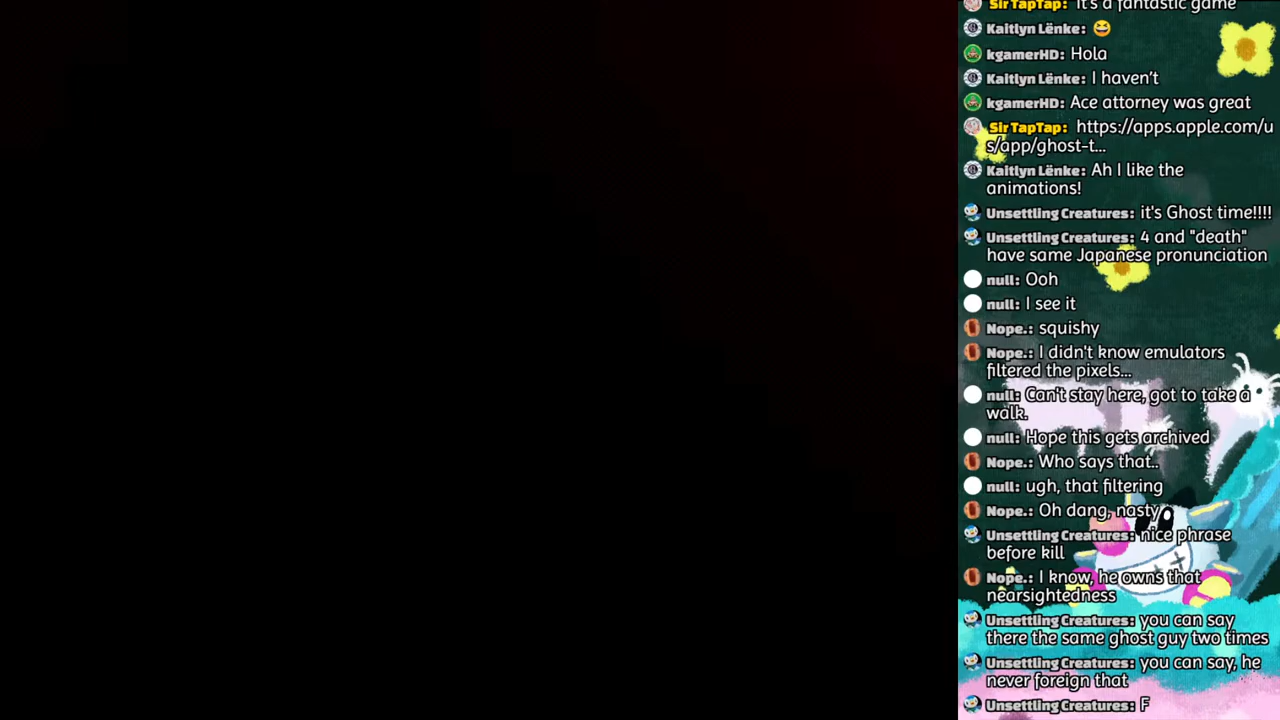 Sir TapTap: It's a fantastic game
Kaitlyn Lënke: 😆
kgamerHD: Hola
Kaitlyn Lënke: I haven't
kgamerHD: Ace attorney was great
Sir TapTap: https://apps.apple.com/u
s/app/ghost-t...
Kaitlyn Lënke: Ah I like the
animations!
Unsettling Creatures: it's Ghost time!!!!
Unsettling Creatures: 4 and "death"
have same Japanese pronunciation
null: Ooh
null: I see it
Nope.: squishy
Nope.: I didn't know emulators
filtered the pixels...
null: Can't stay here, got to take a
walk.
null: Hope this gets archived
Nope.: Who says that..
null: ugh, that filtering
Nope.: Oh dang, nasty
Unsettling Creatures: nice phrase
before kill
Nope.: I know, he owns that
nearsightedness
Unsettling Creatures: you can say
there the same ghost guy two times
Unsettling Creatures: you can say, he
never foreign that
Unsettling Creatures: F